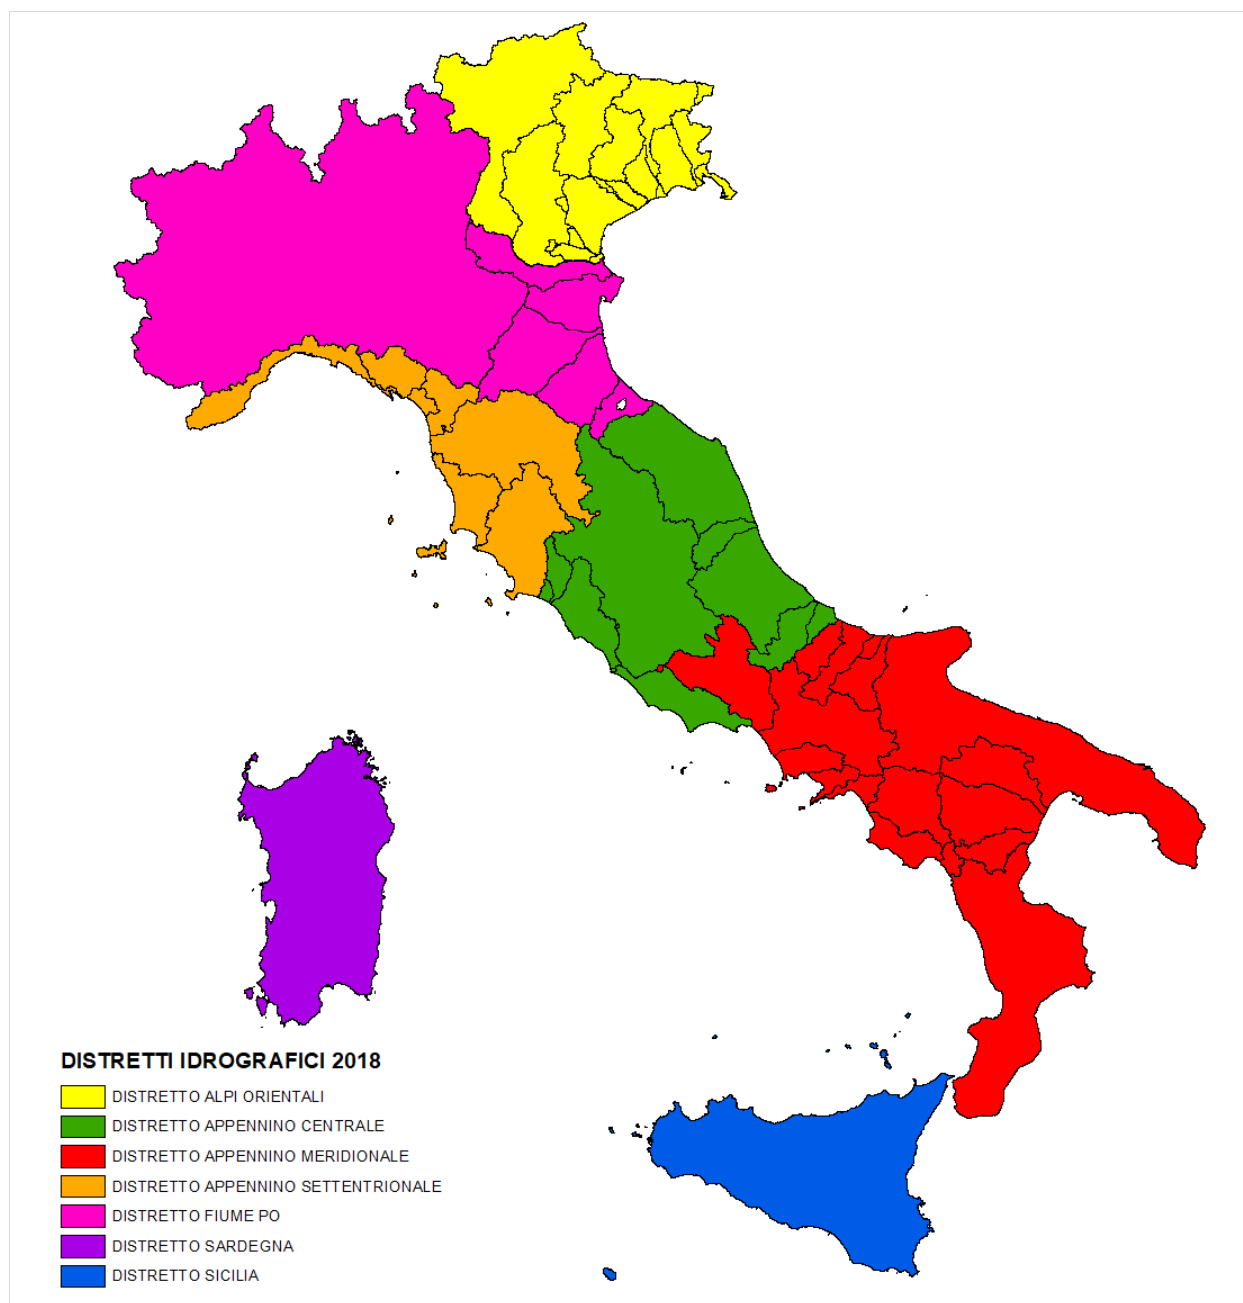 DISTRETTI IDROGRAFICI 2018
DISTRETTO ALPI ORIENTALI
DISTRETTO APPENNINO CENTRALE
DISTRETTO APPENNINO MERIDIONALE
DISTRETTO APPENNINO SETTENTRIONALE
DISTRETTO FIUME PO
DISTRETTO SARDEGNA
DISTRETTO SICILIA